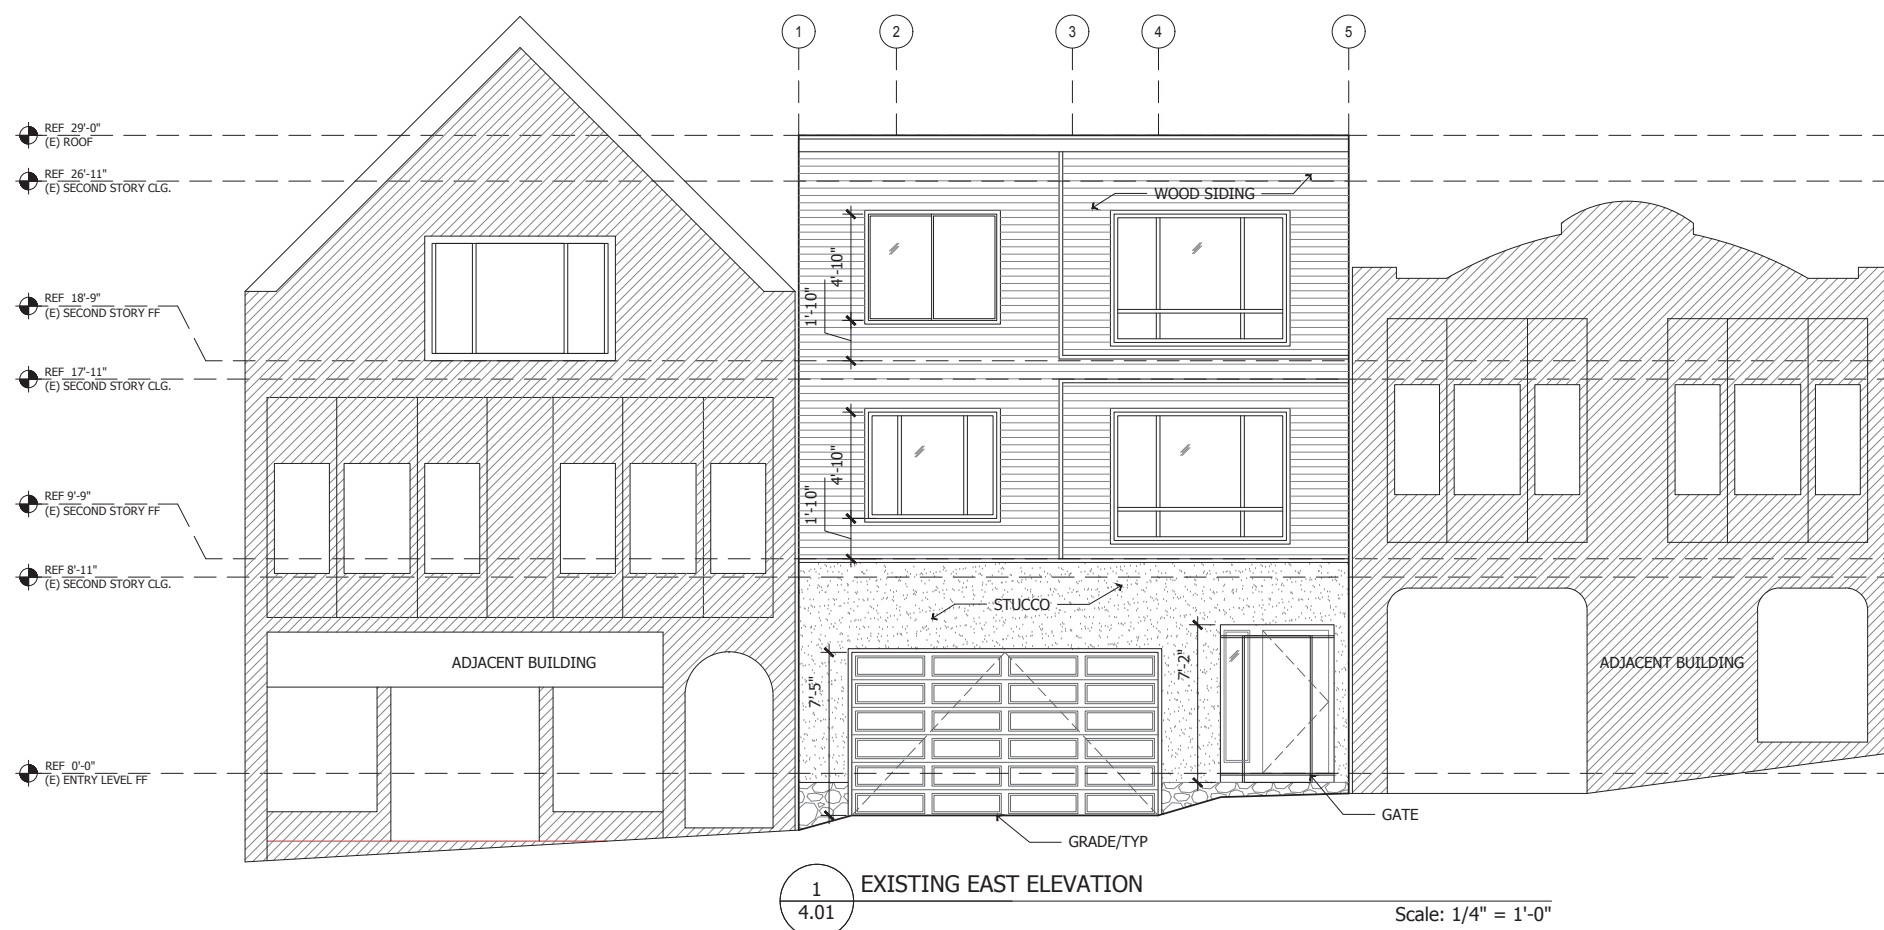 1
2
3
4
5
REF 29'-0"
(E) ROOF
REF 26'-11"
(E) SECOND STORY CLG.
WOOD SIDING
4'-10"
1'-10"
REF 18'-9"
(E) SECOND STORY FF
REF 17'-11"
(E) SECOND STORY CLG.
4'-10"
1'-10"
REF 9'-9"
(E) SECOND STORY FF
REF 8'-11"
(E) SECOND STORY CLG.
STUCCO
ADJACENT BUILDING
7'-5"
7'-2"
ADJACENT BUILDING
REF 0'-0"
(E) ENTRY LEVEL FF
GATE
GRADE/TYP
1
4.01
EXISTING EAST ELEVATION
Scale: 1/4" = 1'-0"